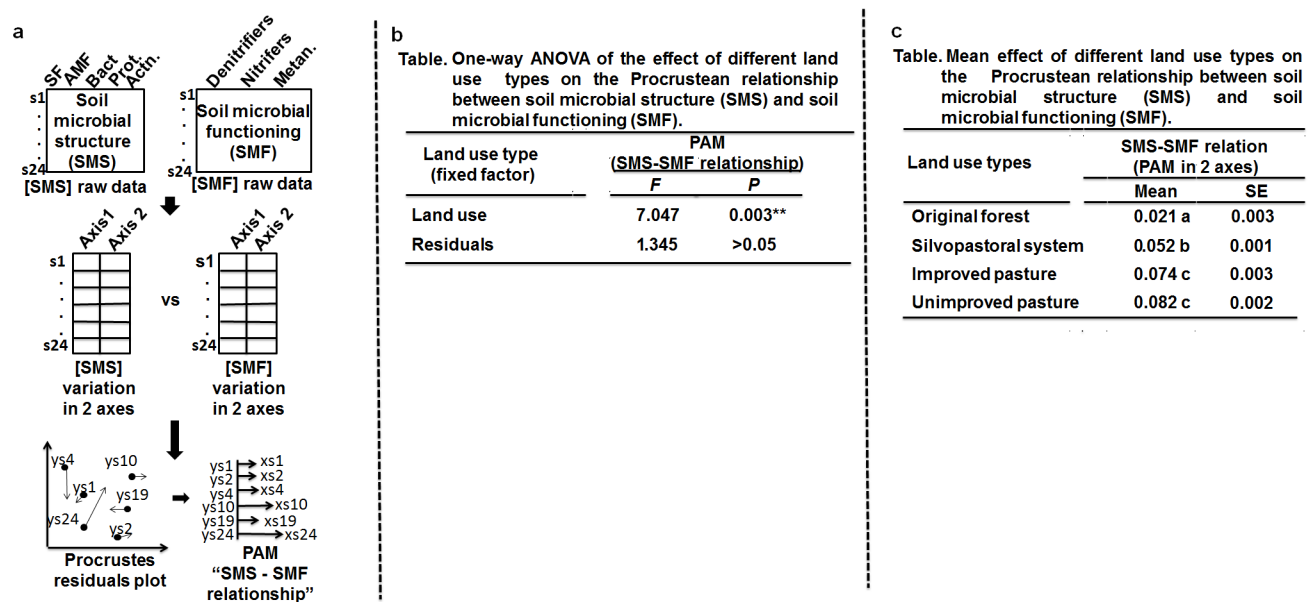 a
SF
AMF
Bact
Prot.
Actn.
s1
.
.
.
.
s24
Soil
microbial
structure
(SMS)
[SMS] raw data
Denitrifiers
Nitrifers
Metan.
s1
.
.
.
.
s24
Soil microbial
functioning
(SMF)
[SMF] raw data
Axis1
Axis 2
s1
.
.
.
.
s24
[SMS]
variation
in 2 axes
vs
Axis1
Axis 2
s1
.
.
.
.
s24
[SMF]
variation
in 2 axes
ys4
ys10
ys1
ys19
ys24
ys2
Procrustes
residuals plot
ys1 xs1
ys2 xs2
ys4 xs4
ys10 xs10
ys19 xs19
ys24 xs24
PAM
“SMS - SMF
relationship”
b
Table. One-way ANOVA of the effect of different land
use types on the Procrustean relationship
between soil microbial structure (SMS) and soil
microbial functioning (SMF).
Land use type
(fixed factor)
PAM
(SMS-SMF relationship)
F P
Land use 7.047 0.003**
Residuals 1.345 >0.05
c
Table. Mean effect of different land use types on
the Procrustean relationship between soil
microbial structure (SMS) and soil
microbial functioning (SMF).
Land use types
SMS-SMF relation
(PAM in 2 axes)
Mean SE
Original forest 0.021 a 0.003
Silvopastoral system 0.052 b 0.001
Improved pasture 0.074 c 0.003
Unimproved pasture 0.082 c 0.002